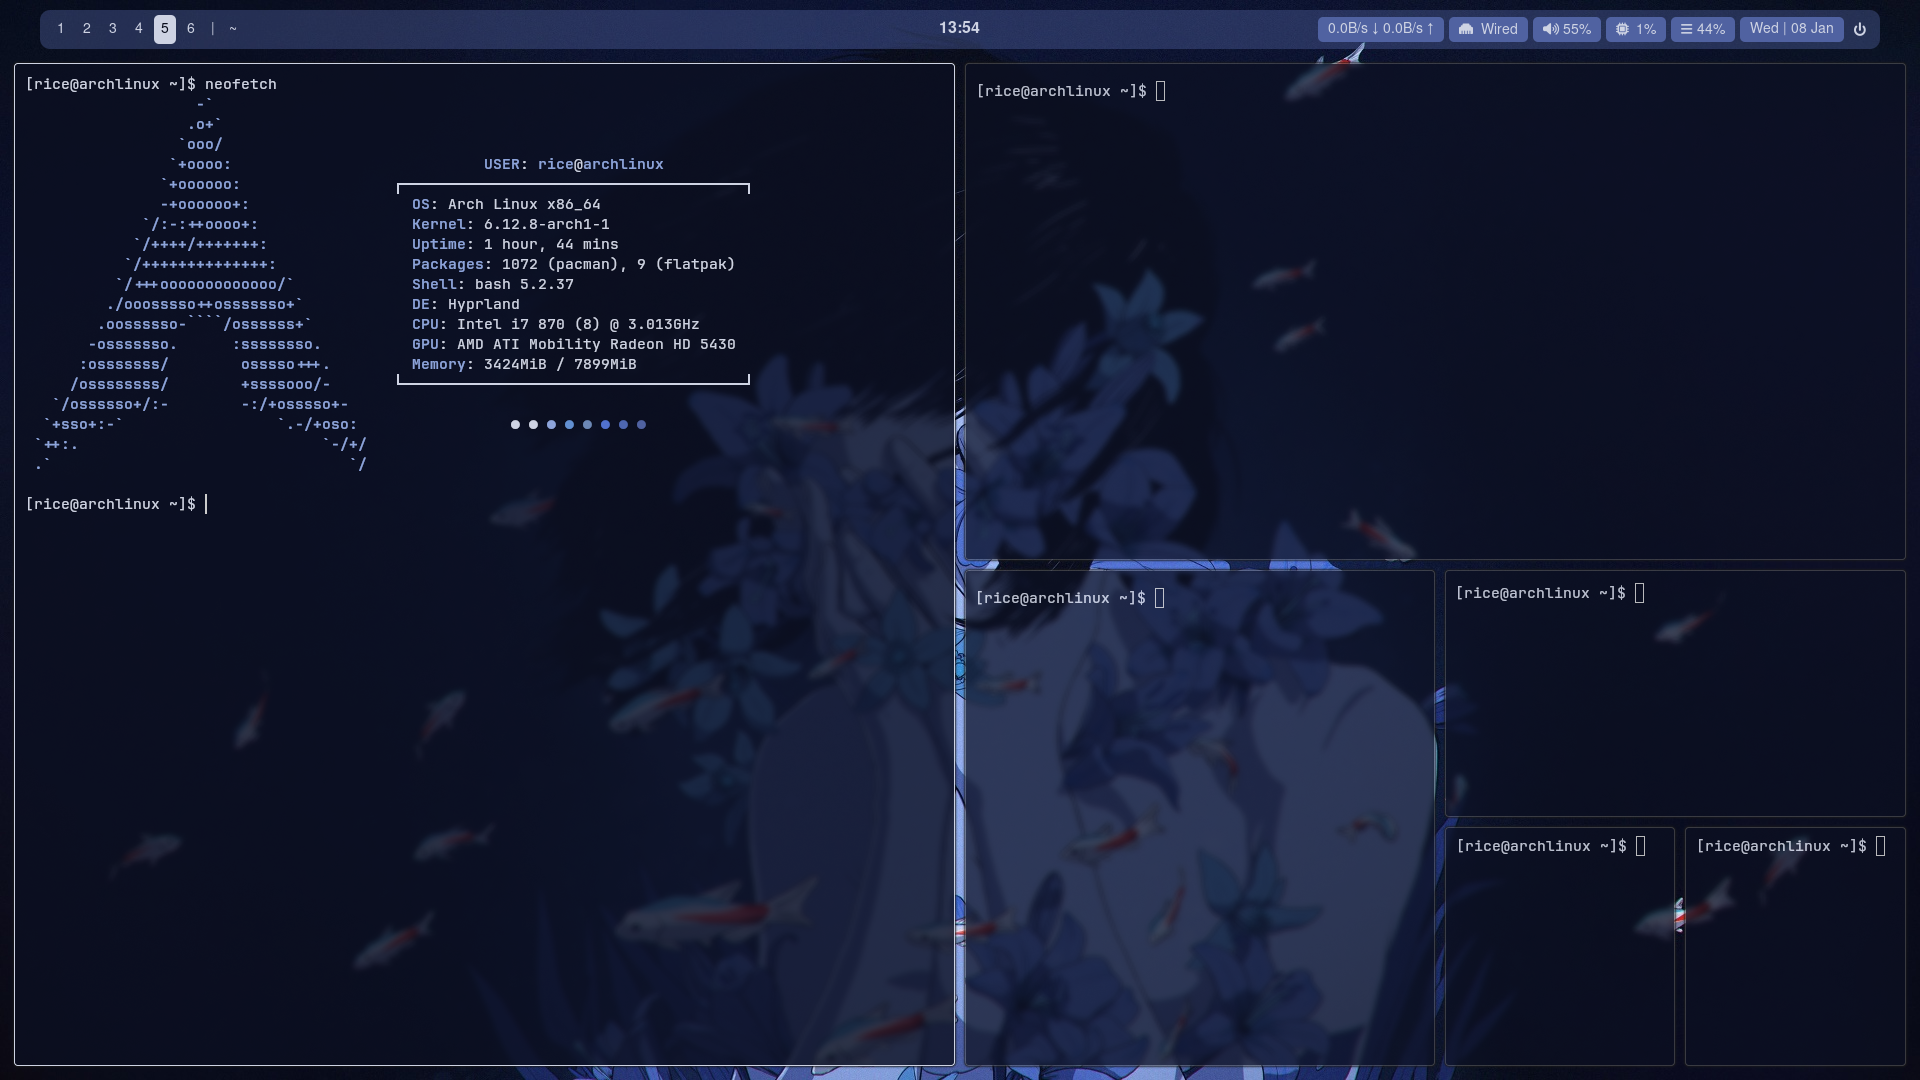 1 2 3 4 5 6 | ~
13:54
0.0B/s ↓ 0.0B/s ↑ Wired 55% 1% 44% Wed | 08 Jan
[rice@archlinux ~]$ neofetch
-`
.o+`
`ooo/
`+oooo:
`+oooooo:
-+oooooo+:
`/:-:++oooo+:
`/++++/+++++++:
`/++++++++++++++:
`/+++ooooooooooooo/`
./ooosssso++osssssso+`
.oossssso-````/ossssss+`
-osssssso.      :ssssssso.
:osssssss/        osssso+++.
/ossssssss/        +ssssooo/-
`/ossssso+/:-        -:/+osssso+-
`+sso+:-`                 `.-/+oso:
`++:.                           `-/+/
.`                                 `/
USER: rice@archlinux
OS: Arch Linux x86_64
Kernel: 6.12.8-arch1-1
Uptime: 1 hour, 44 mins
Packages: 1072 (pacman), 9 (flatpak)
Shell: bash 5.2.37
DE: Hyprland
CPU: Intel i7 870 (8) @ 3.013GHz
GPU: AMD ATI Mobility Radeon HD 5430
Memory: 3424MiB / 7899MiB
[rice@archlinux ~]$
[rice@archlinux ~]$
[rice@archlinux ~]$
[rice@archlinux ~]$
[rice@archlinux ~]$
[rice@archlinux ~]$